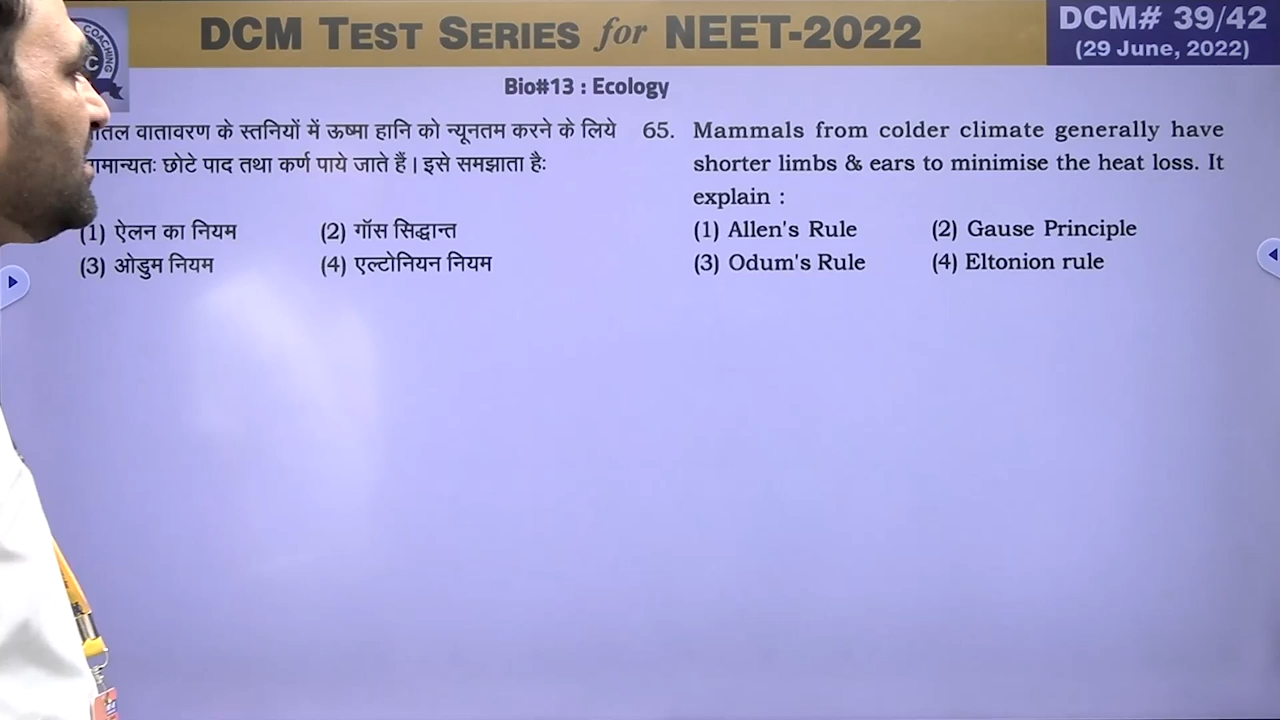 DCM TEST SERIES for NEET-2022
DCM# 39/42
(29 June, 2022)
COACHING
Bio#13 : Ecology
वातावरण के स्तनियों में ऊष्मा हानि को न्यूनतम करने के लिये
छोटे पाद तथा कर्ण पाये जाते हैं। इसे समझाता है:
(1) ऐलन का नियम
(2) गॉस सिद्धान्त
(3) ओडुम नियम
(4) एल्टोनियन नियम
65. Mammals from colder climate generally have
shorter limbs & ears to minimise the heat loss. It
explain :
(1) Allen's Rule
(2) Gause Principle
(3) Odum's Rule
(4) Eltonion rule